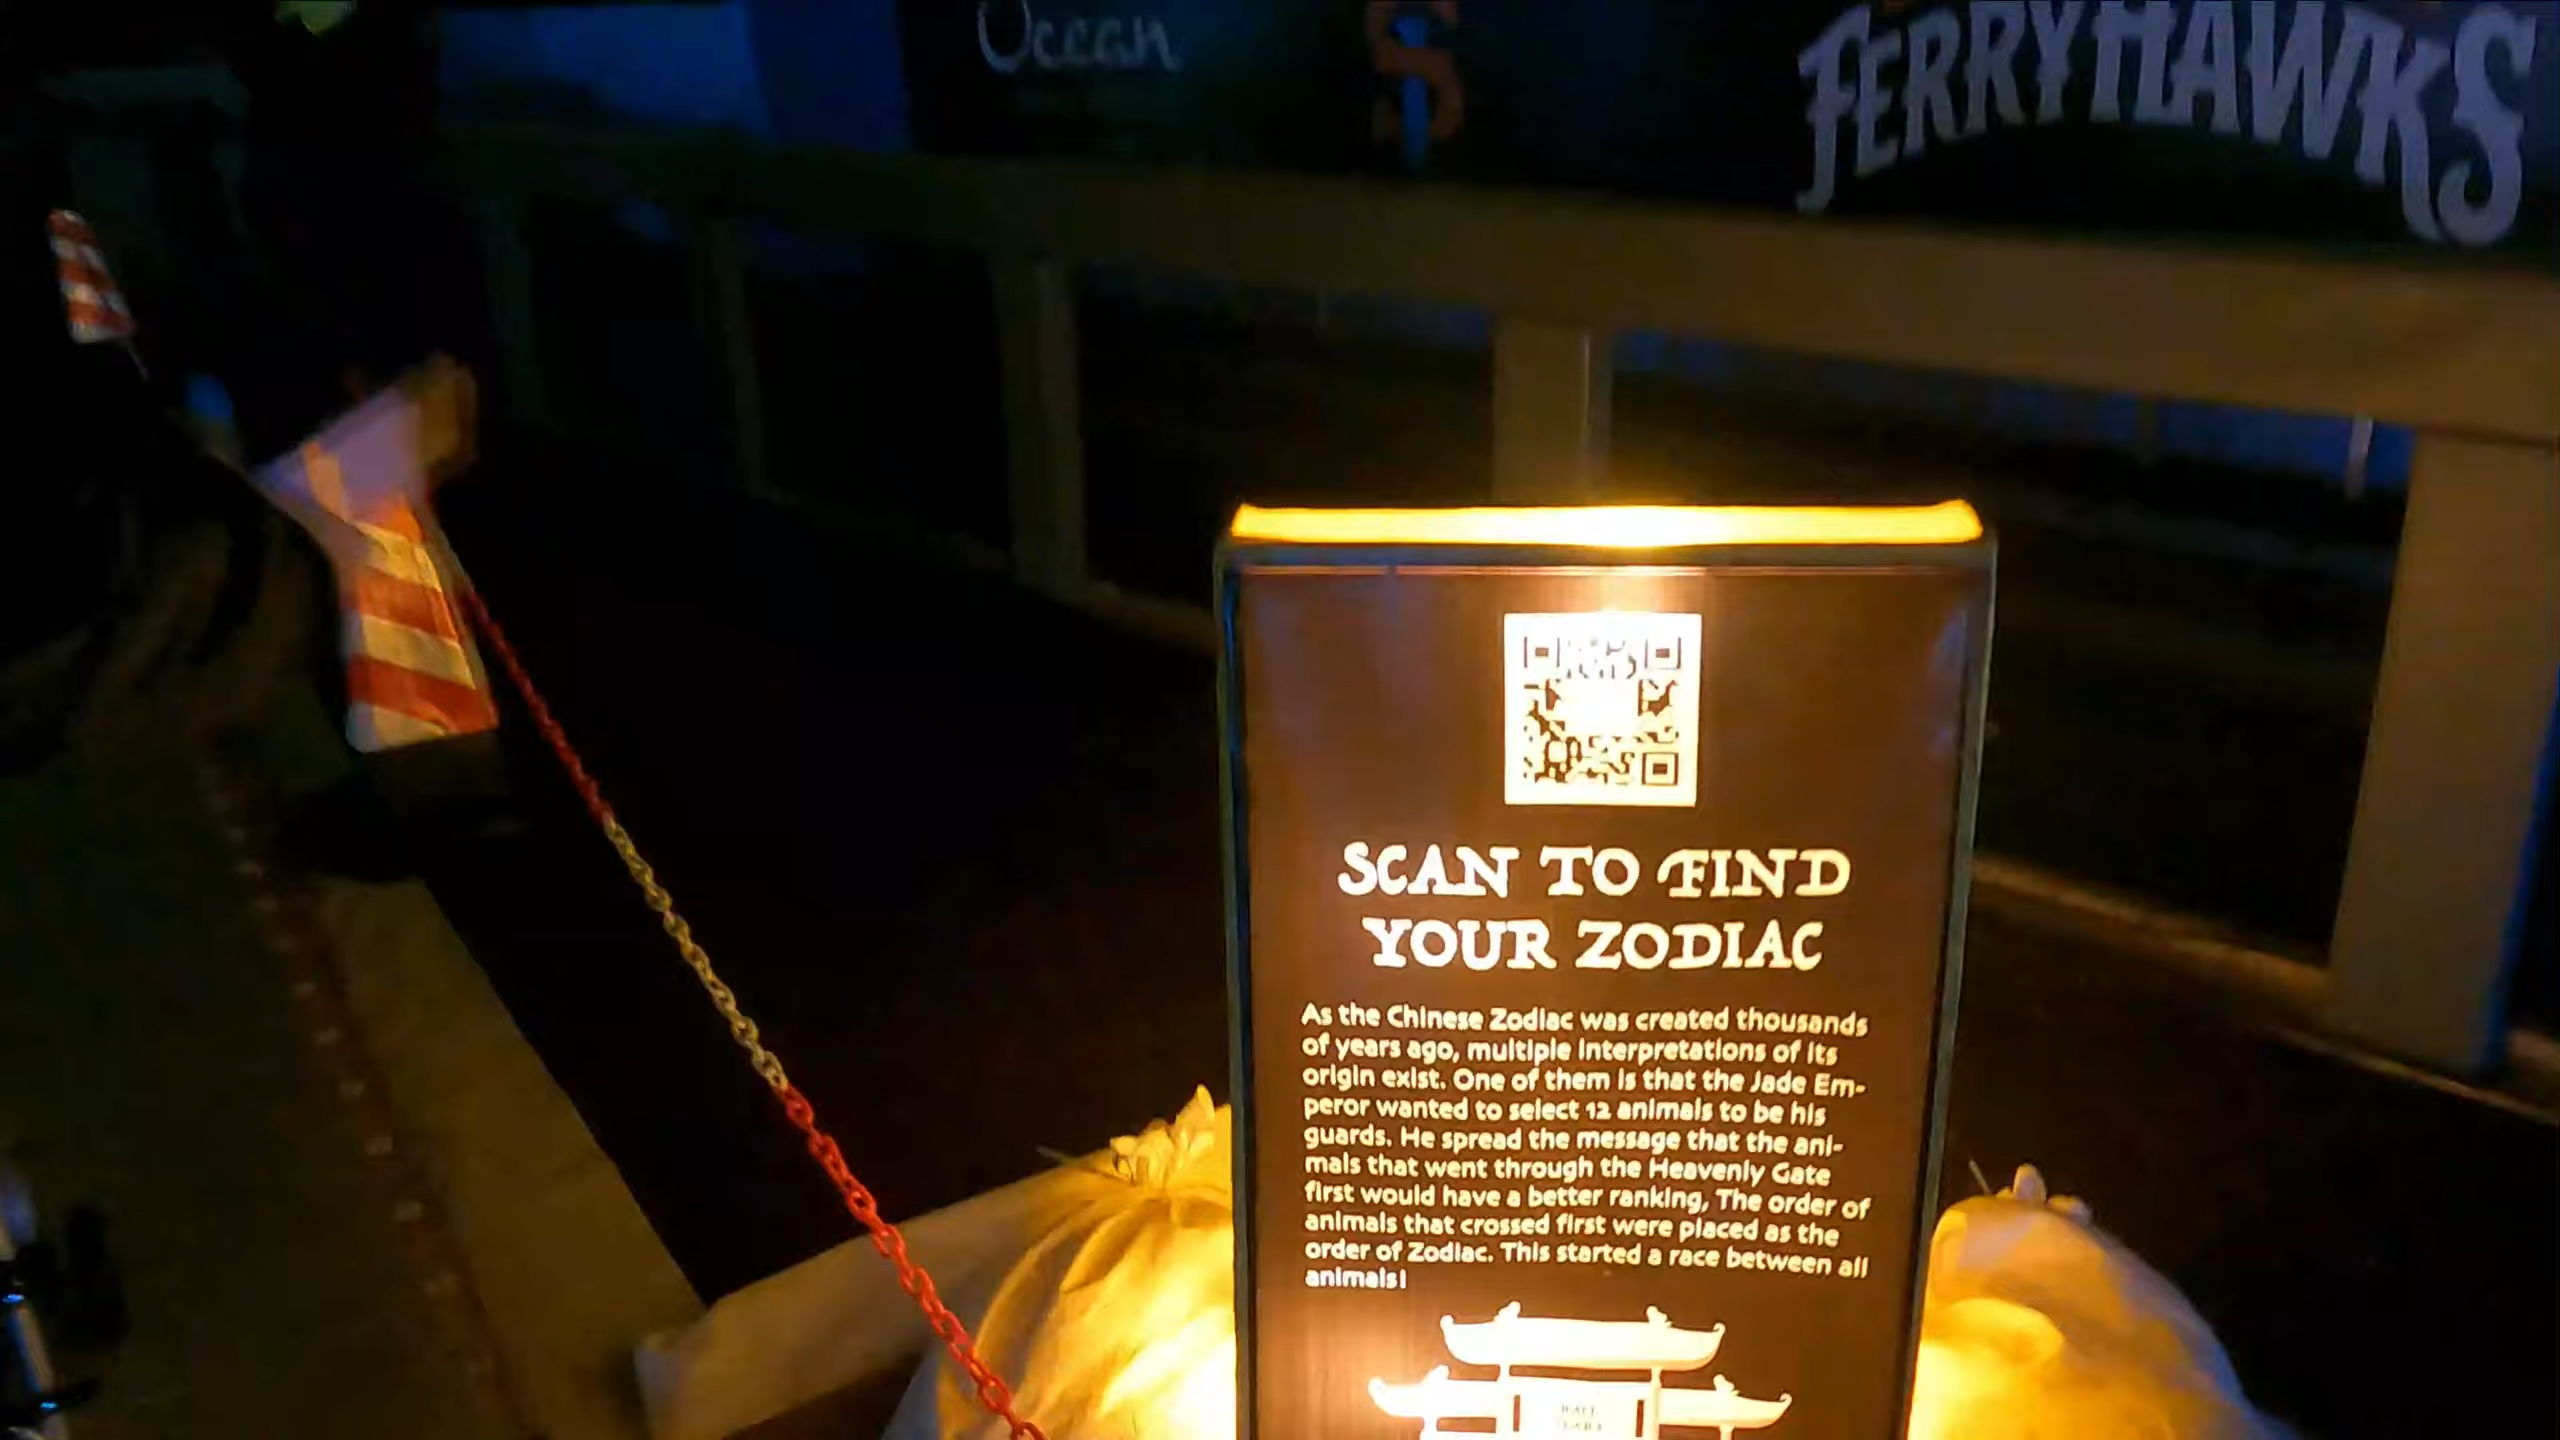 Ocean
FERRYHAWKS
SCAN TO FIND
YOUR ZODIAC
As the Chinese Zodiac was created thousands
of years ago, multiple interpretations of its
origin exist. One of them is that the Jade Em-
peror wanted to select 12 animals to be his
guards. He spread the message that the ani-
mals that went through the Heavenly Gate
first would have a better ranking, The order of
animals that crossed first were placed as the
order of Zodiac. This started a race between all
animals!